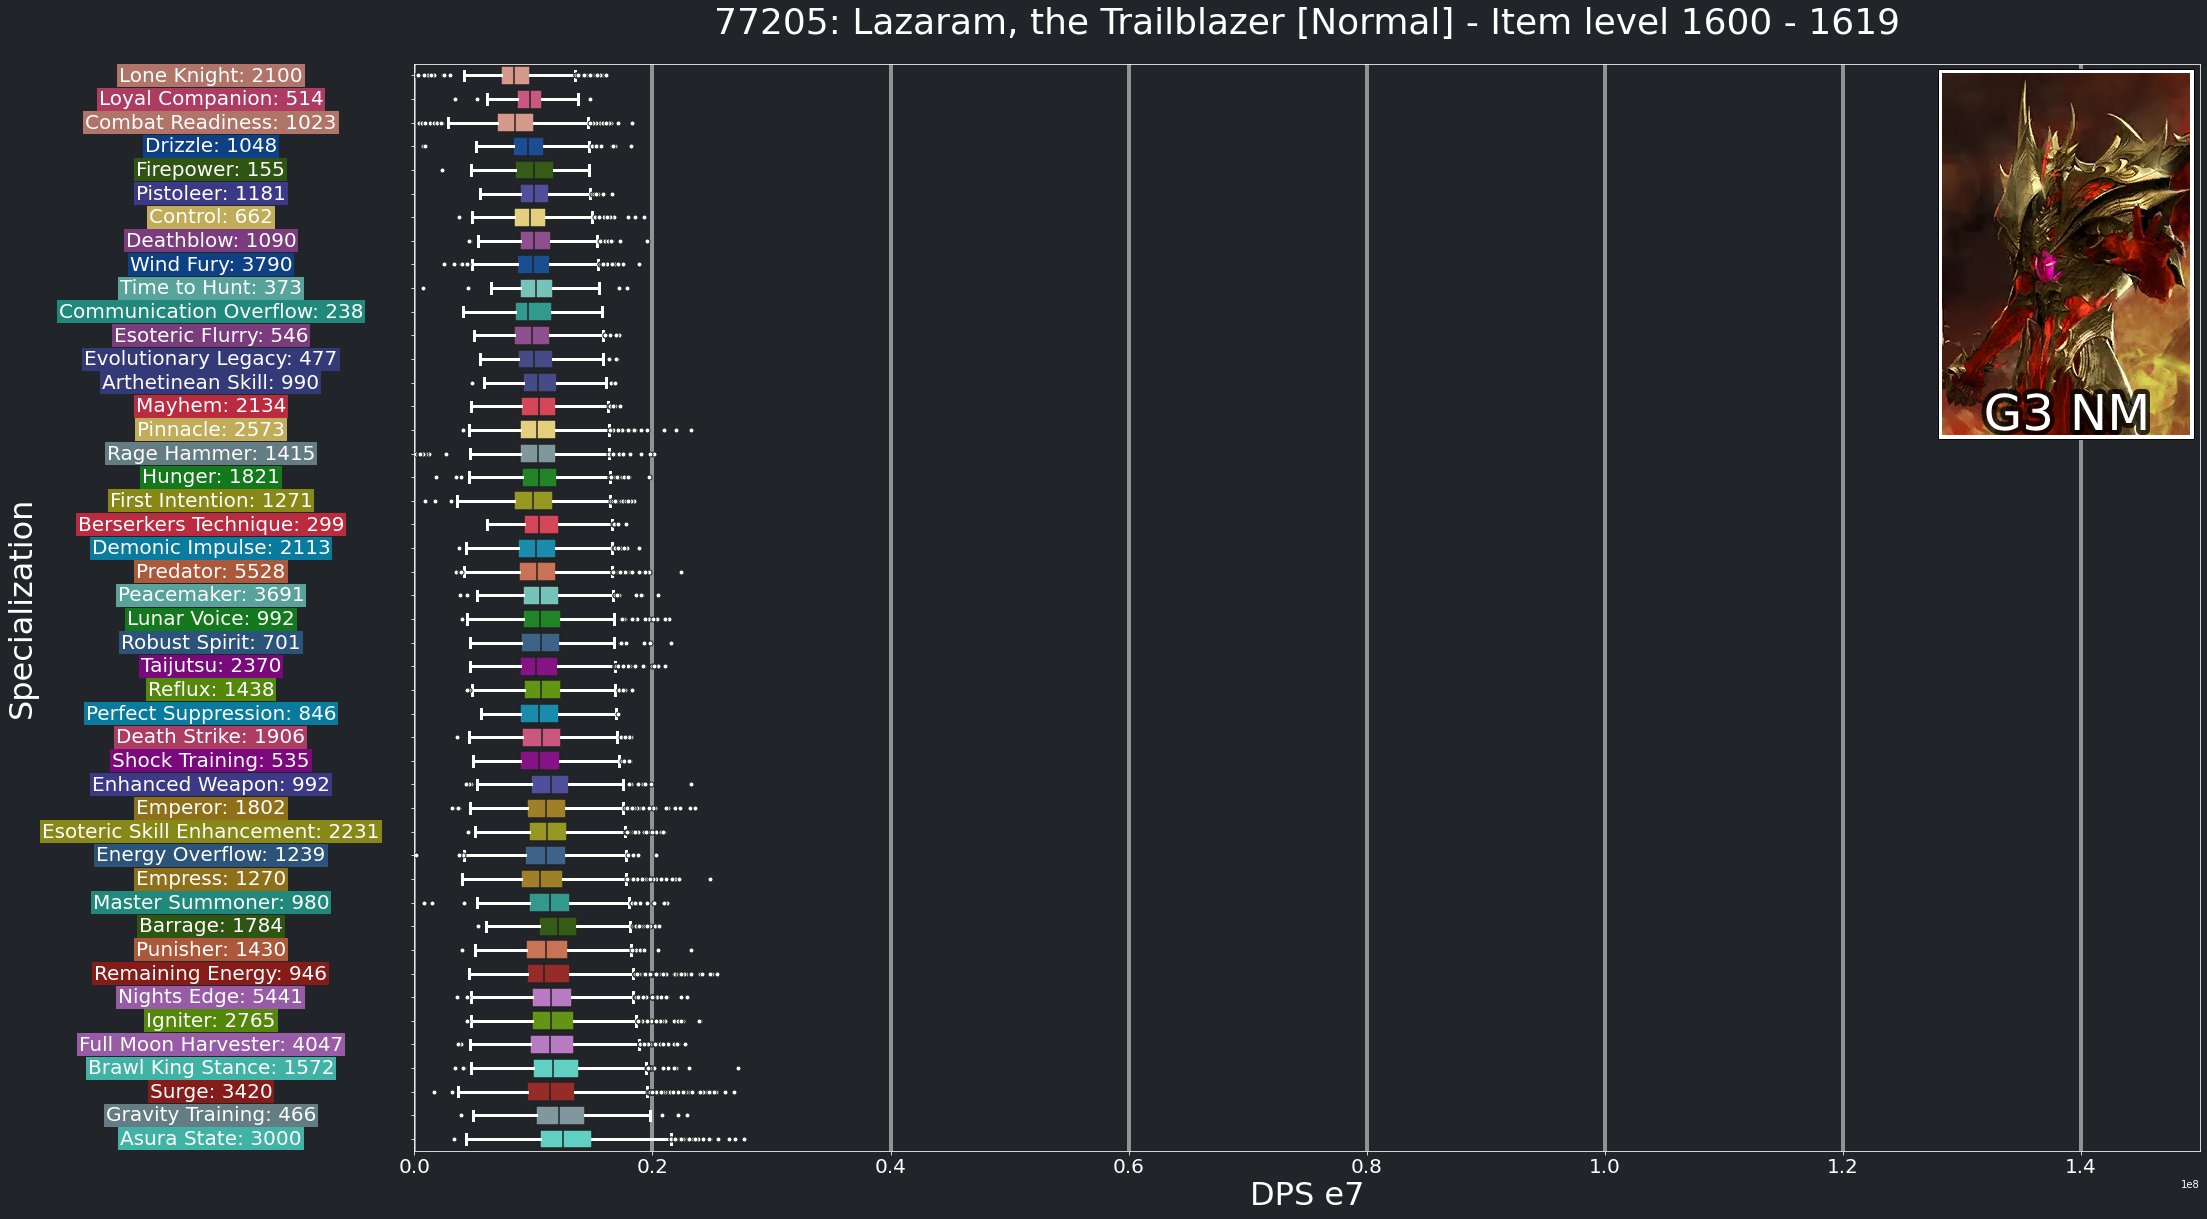 77205: Lazaram, the Trailblazer [Normal] - Item level 1600 - 1619
Specialization
Lone Knight: 2100
Loyal Companion: 514
Combat Readiness: 1023
Drizzle: 1048
Firepower: 155
Pistoleer: 1181
Control: 662
Deathblow: 1090
Wind Fury: 3790
Time to Hunt: 373
Communication Overflow: 238
Esoteric Flurry: 546
Evolutionary Legacy: 477
Arthetinean Skill: 990
Mayhem: 2134
Pinnacle: 2573
Rage Hammer: 1415
Hunger: 1821
First Intention: 1271
Berserkers Technique: 299
Demonic Impulse: 2113
Predator: 5528
Peacemaker: 3691
Lunar Voice: 992
Robust Spirit: 701
Taijutsu: 2370
Reflux: 1438
Perfect Suppression: 846
Death Strike: 1906
Shock Training: 535
Enhanced Weapon: 992
Emperor: 1802
Esoteric Skill Enhancement: 2231
Energy Overflow: 1239
Empress: 1270
Master Summoner: 980
Barrage: 1784
Punisher: 1430
Remaining Energy: 946
Nights Edge: 5441
Igniter: 2765
Full Moon Harvester: 4047
Brawl King Stance: 1572
Surge: 3420
Gravity Training: 466
Asura State: 3000
G3 NM
0.0 0.2 0.4 0.6 0.8 1.0 1.2 1.4
DPS e7
1e8